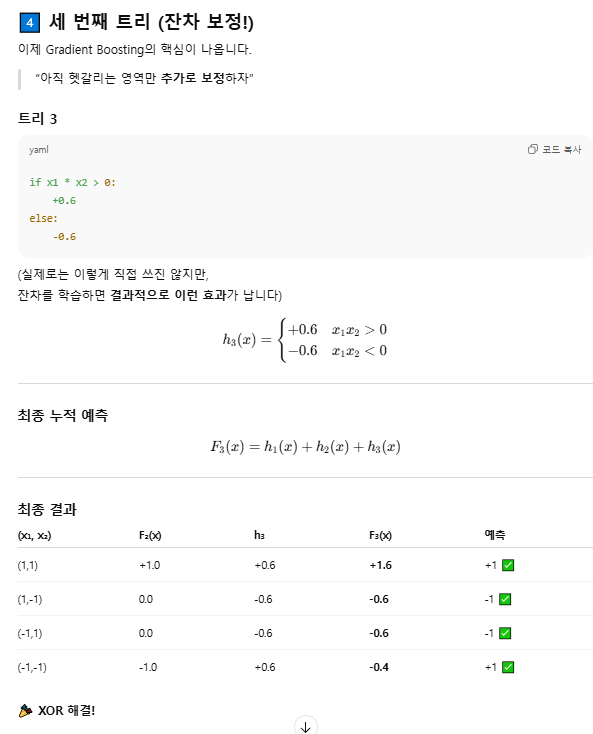 4 세 번째 트리 (잔차 보정!)
이제 Gradient Boosting의 핵심이 나옵니다.
“아직 헷갈리는 영역만 추가로 보정하자”
트리 3
yaml 코드 복사
if x1 * x2 > 0:
+0.6
else:
-0.6
(실제로는 이렇게 직접 쓰진 않지만,
잔차를 학습하면 결과적으로 이런 효과가 납니다)
h₃(x) = { +0.6 x₁x₂ > 0
−0.6 x₁x₂ < 0
최종 누적 예측
F₃(x) = h₁(x) + h₂(x) + h₃(x)
최종 결과
(x₁, x₂) F₂(x) h₃ F₃(x) 예측
(1,1) +1.0 +0.6 +1.6 +1 ✅
(1,-1) 0.0 -0.6 -0.6 -1 ✅
(-1,1) 0.0 -0.6 -0.6 -1 ✅
(-1,-1) -1.0 +0.6 -0.4 +1 ✅
🎉 XOR 해결!